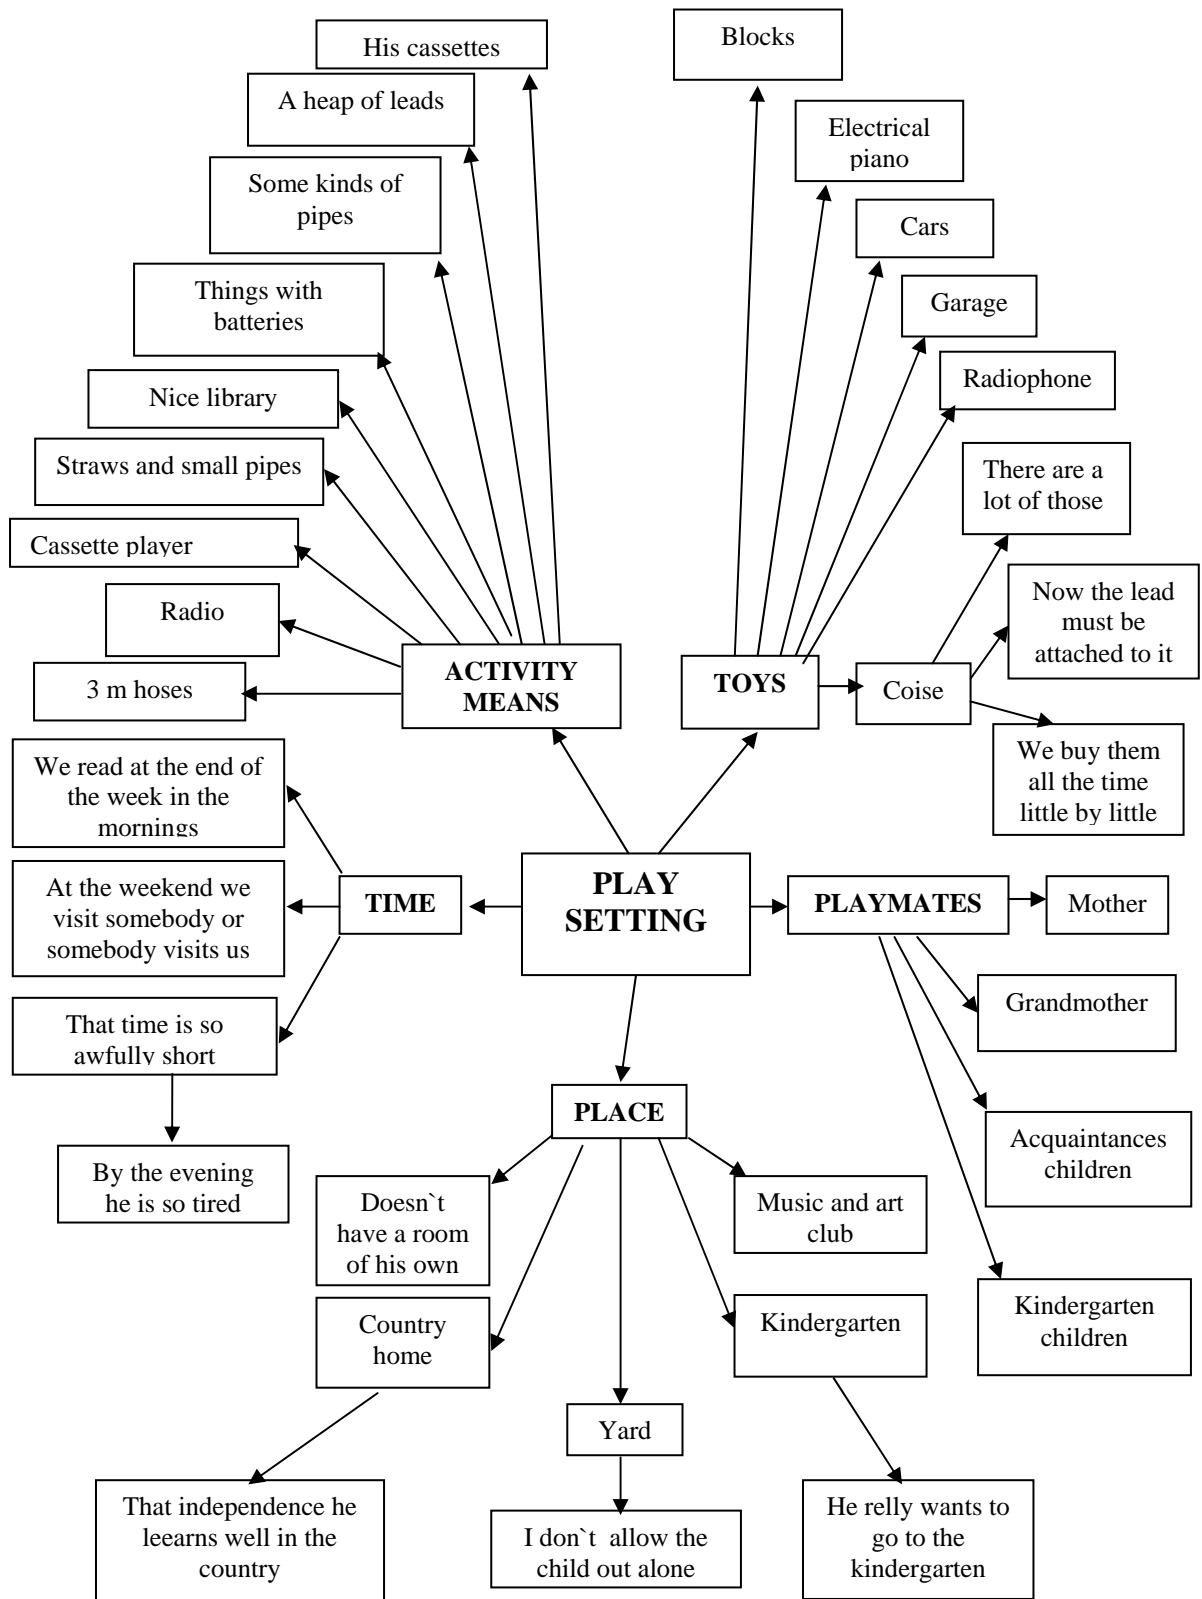 His cassettes
Blocks
A heap of leads
Electrical
piano
Some kinds of
pipes
Cars
Things with
batteries
Garage
Radiophone
Nice library
Straws and small pipes
There are a
lot of those
Cassette player
Now the lead
must be
attached to it
Radio
ACTIVITY
MEANS
TOYS
Coise
3 m hoses
We buy them
all the time
little by little
We read at the end of
the week in the
mornings
PLAY
SETTING
At the weekend we
visit somebody or
somebody visits us
TIME
PLAYMATES
Mother
Grandmother
That time is so
awfully short
PLACE
Acquaintances
children
By the evening
he is so tired
Doesn`t
have a room
of his own
Music and art
club
Country
home
Kindergarten
Kindergarten
children
Yard
That independence he
leearns well in the
country
I don`t allow the
child out alone
He relly wants to
go to the
kindergarten